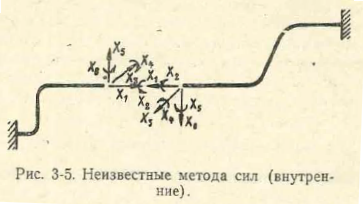 X₅
X₆ X₄
X₃ X₁ X₂
X₁ X₂
X₃ X₄ X₅
X₆
Рис. 3-5. Неизвестные метода сил (внутрен-
ние).